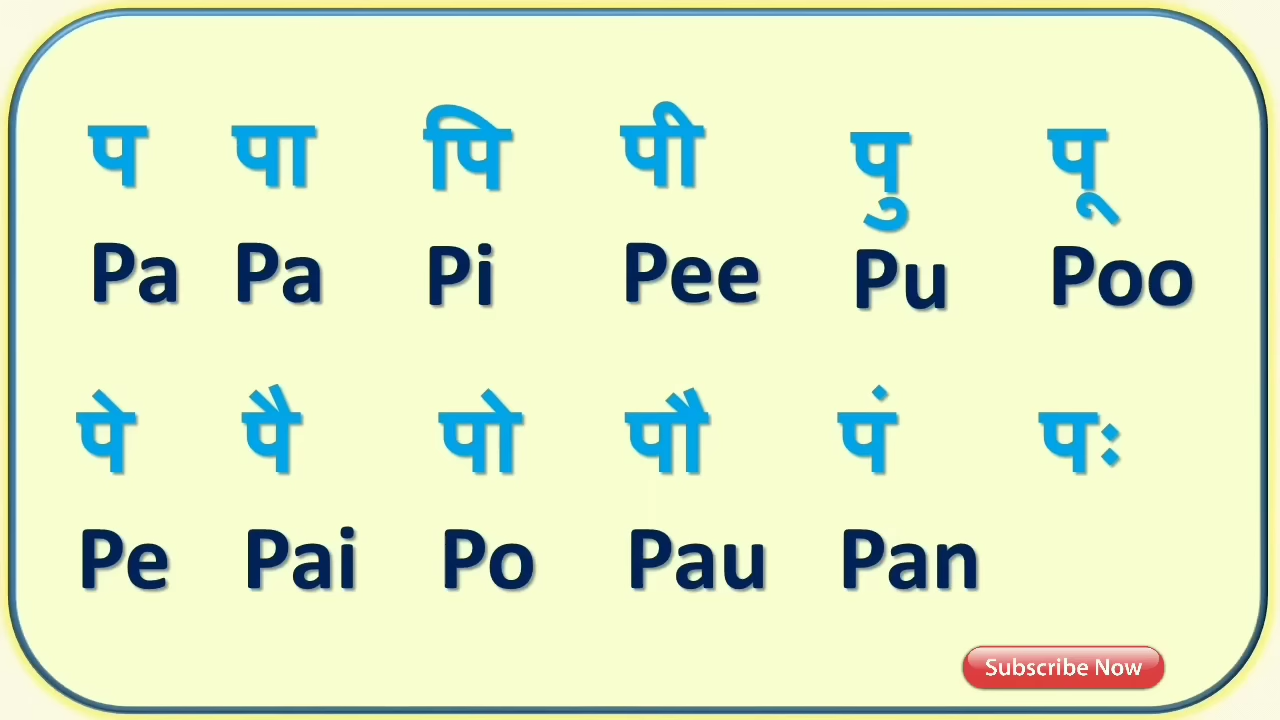 प पा पि पी पु पू
Pa Pa Pi Pee Pu Poo
पे पै पो पौ पं पः
Pe Pai Po Pau Pan
Subscribe Now